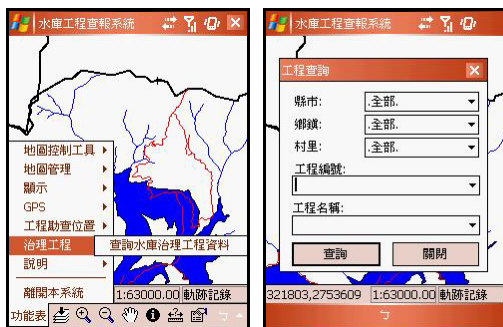 水庫工程查報系統
地圖控制工具
地圖管理
顯示
GPS
工程勘查位置
治理工程
查詢水庫治理工程資料
說明
離開本系統
1:63000.00
軌跡記錄
功能表
水庫工程查報系統
工程查詢
縣市:
.全部.
鄉鎮:
.全部.
村里:
.全部.
工程編號:
工程名稱:
查詢
關閉
321803,2753609
1:63000.00
軌跡記錄